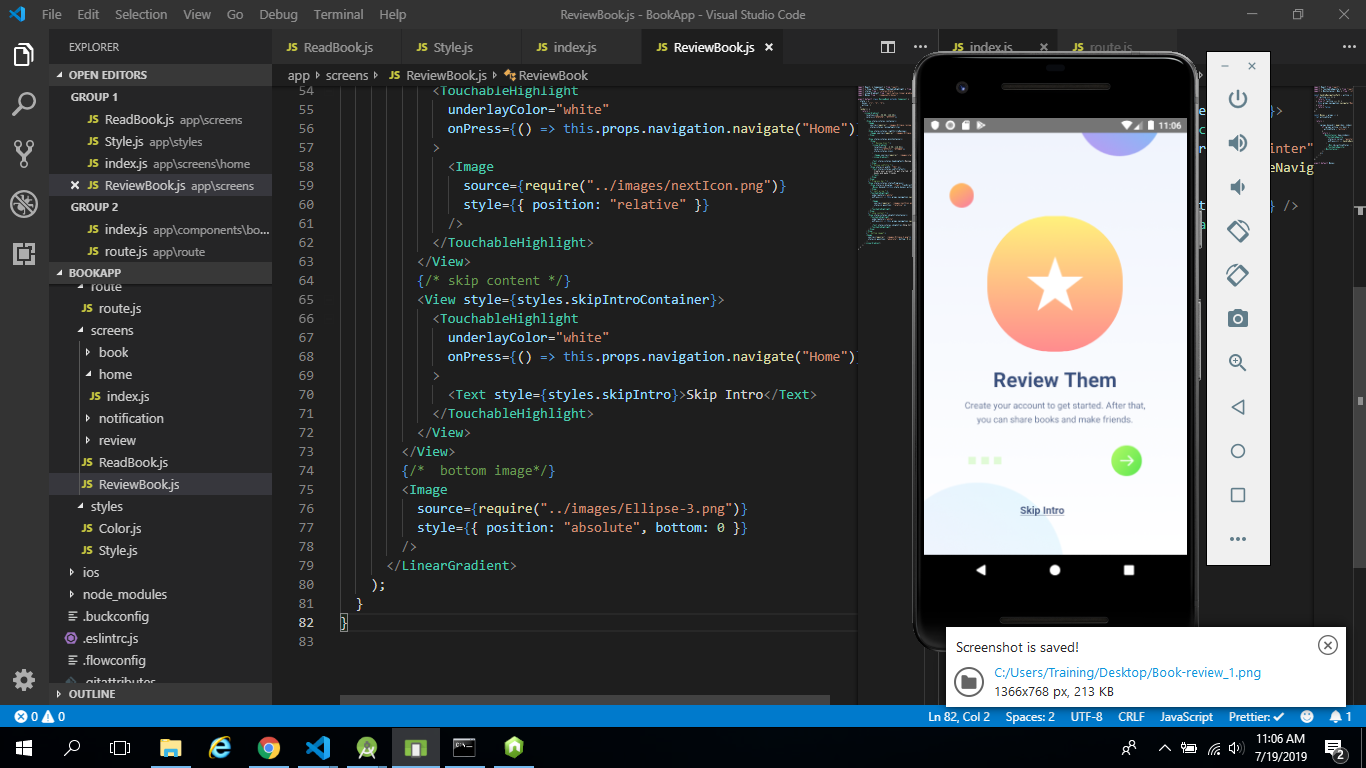 File Edit Selection View Go Debug Terminal Help ReviewBook.js - BookApp - Visual Studio Code
EXPLORER
OPEN EDITORS
GROUP 1
JS ReadBook.js app\screens
JS Style.js app\styles
JS index.js app\screens\home
JS ReviewBook.js app\screens
GROUP 2
JS index.js app\components\bo...
JS route.js app\route
BOOKAPP
route
JS route.js
screens
book
home
JS index.js
notification
review
JS ReadBook.js
JS ReviewBook.js
styles
JS Color.js
JS Style.js
ios
node_modules
.buckconfig
.eslintrc.js
.flowconfig
.gitattributes
OUTLINE
JS ReadBook.js JS Style.js JS index.js JS ReviewBook.js
JS index.js JS route.js
app screens JS ReviewBook.js ReviewBook
54 <TouchableHighlight
55 underlayColor="white"
56 onPress={() => this.props.navigation.navigate("Home")
57 >
58 <Image
59 source={require("../images/nextIcon.png")}
60 style={{ position: "relative" }}
61 />
62 </TouchableHighlight>
63 </View>
64 {/* skip content */}
65 <View style={styles.skipIntroContainer}>
66 <TouchableHighlight
67 underlayColor="white"
68 onPress={() => this.props.navigation.navigate("Home")
69 >
70 <Text style={styles.skipIntro}>Skip Intro</Text>
71 </TouchableHighlight>
72 </View>
73 </View>
74 {/*  bottom image*/}
75 <Image
76 source={require("../images/Ellipse-3.png")}
77 style={{ position: "absolute", bottom: 0 }}
78 />
79 </LinearGradient>
80 );
81 }
82 }
83
}>
inter"
eNavig
} />
11:06
Review Them
Create your account to get started. After that,
you can share books and make friends.
Skip Intro
Screenshot is saved!
C:/Users/Training/Desktop/Book-review_1.png
1366x768 px, 213 KB
0 0 Ln 82, Col 2 Spaces: 2 UTF-8 CRLF JavaScript Prettier: ✓ 1
11:06 AM
7/19/2019
2